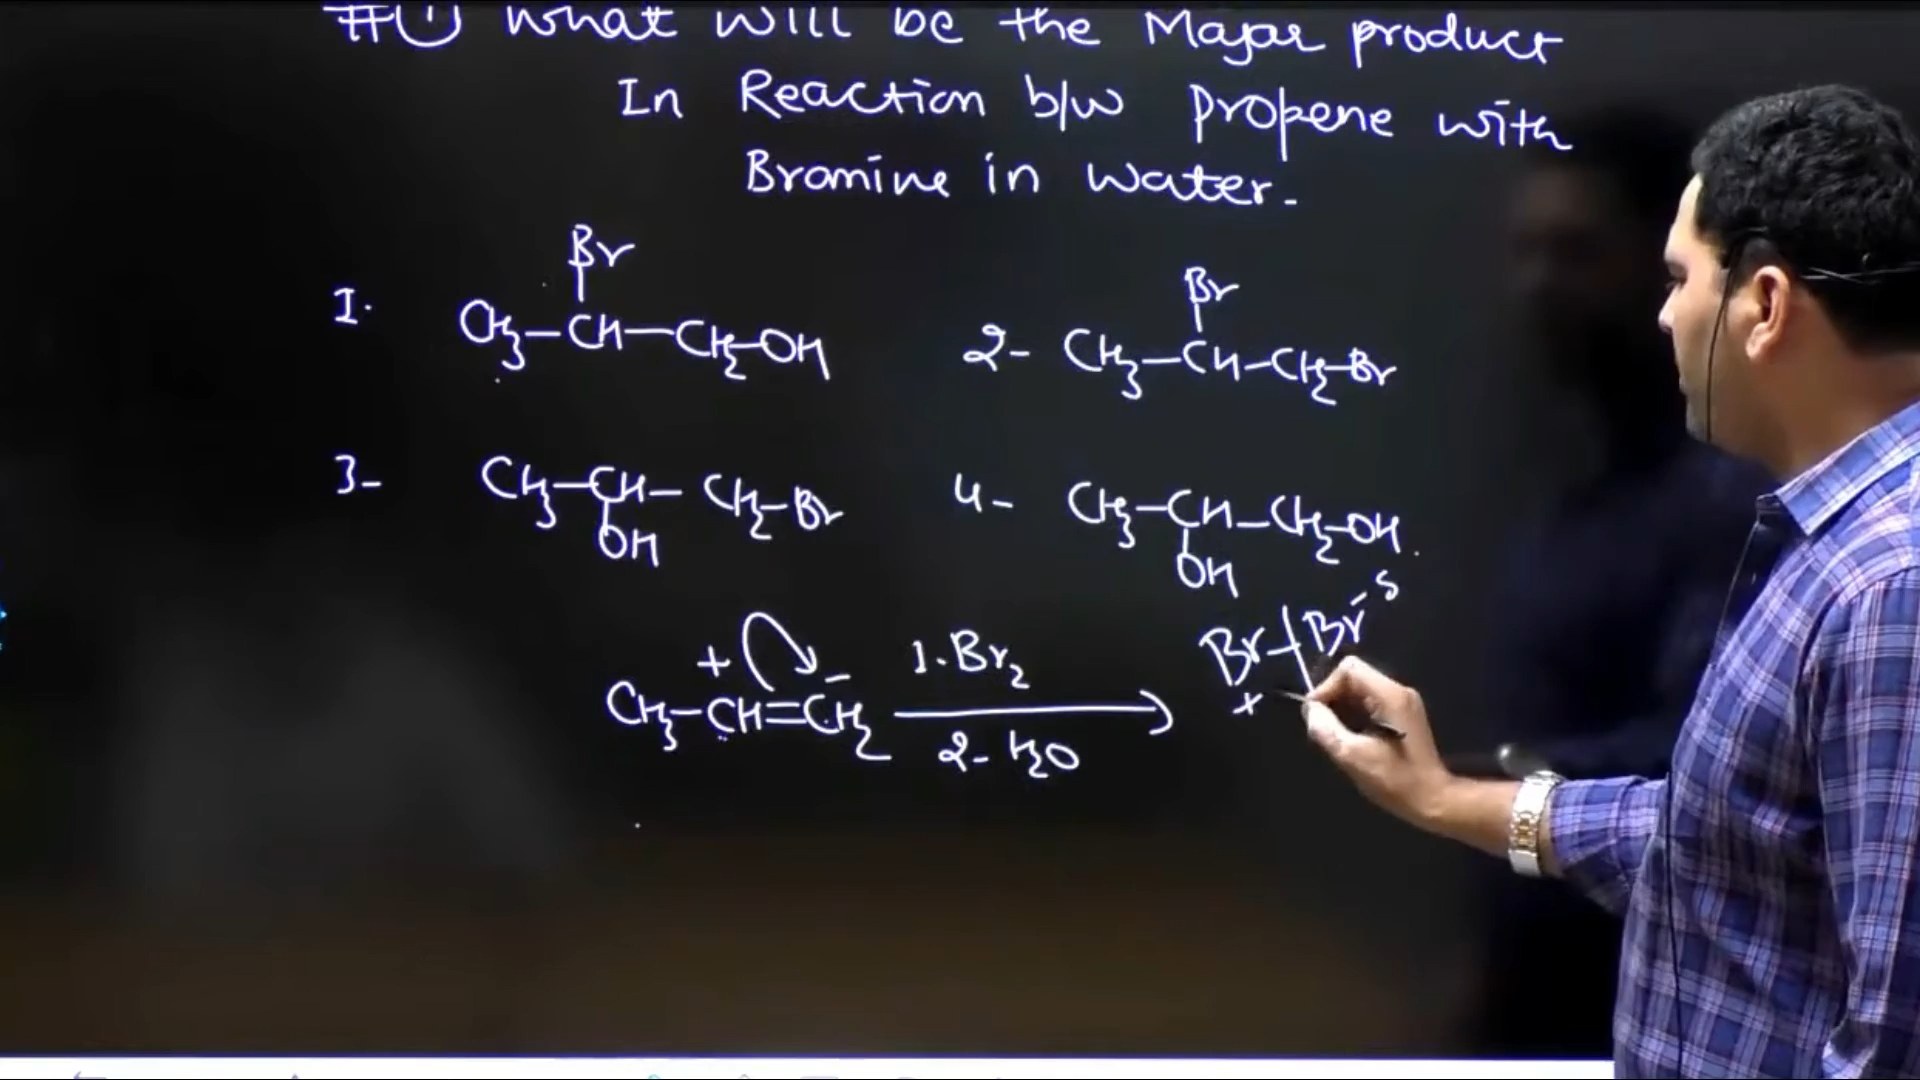 #① What will be the Major product
In Reaction b/w Propene with
Bromine in water.
1. CH3-CH-CH2-OH
Br
2- CH3-CH-CH2-Br
Br
3- CH3-CH-CH2-Br
OH
4- CH3-CH-CH2-OH
OH
CH3-CH=CH2
+ -
1. Br2
2- H2O
Br-Br
+